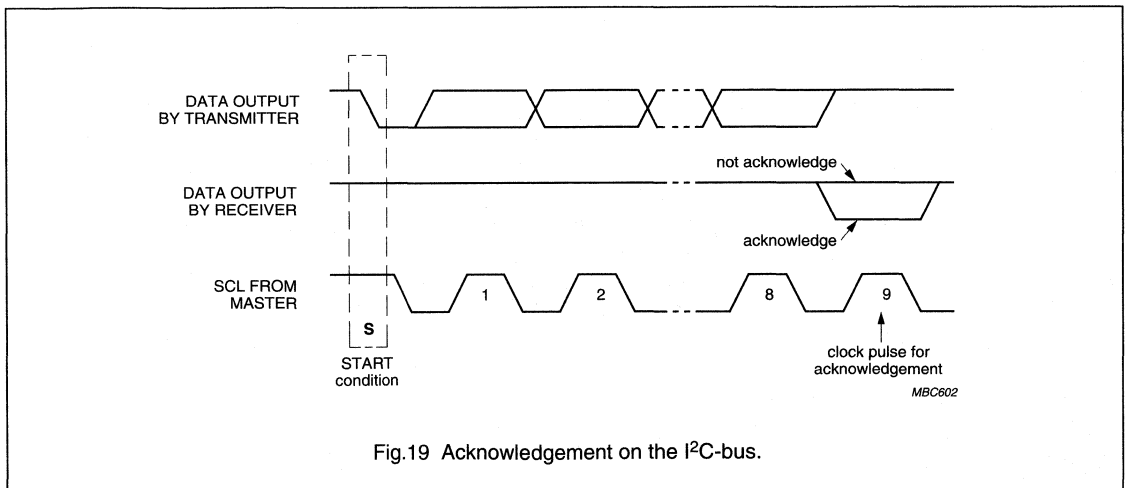 DATA OUTPUT
BY TRANSMITTER
not acknowledge
DATA OUTPUT
BY RECEIVER
acknowledge
SCL FROM
MASTER
1
2
8
9
S
START
condition
clock pulse for
acknowledgement
MBC602
Fig.19 Acknowledgement on the I²C-bus.